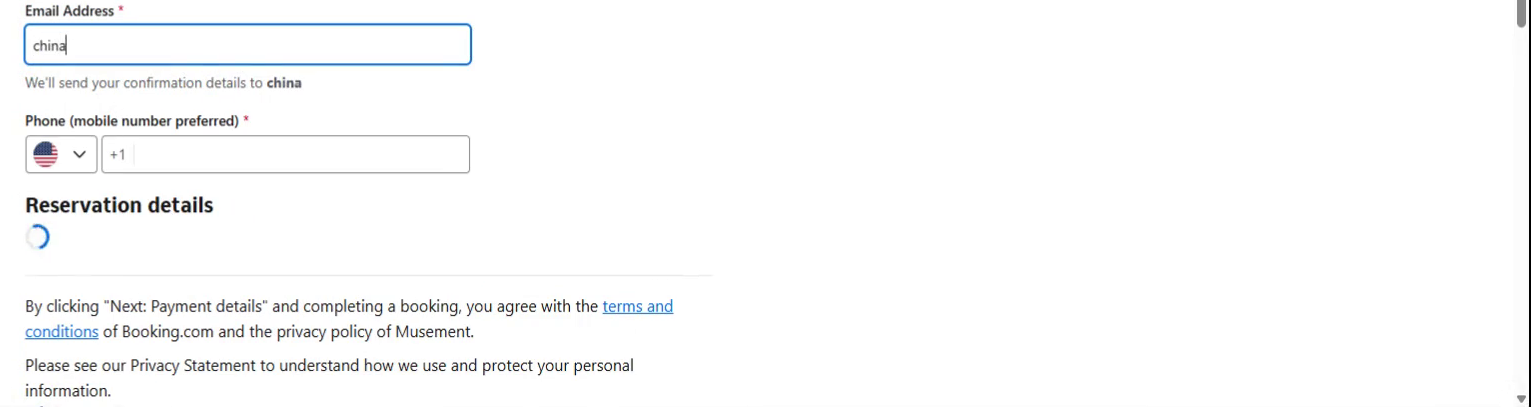 Email Address *
china
We'll send your confirmation details to china
Phone (mobile number preferred) *
+1
Reservation details
By clicking "Next: Payment details" and completing a booking, you agree with the terms and
conditions of Booking.com and the privacy policy of Musement.
Please see our Privacy Statement to understand how we use and protect your personal
information.